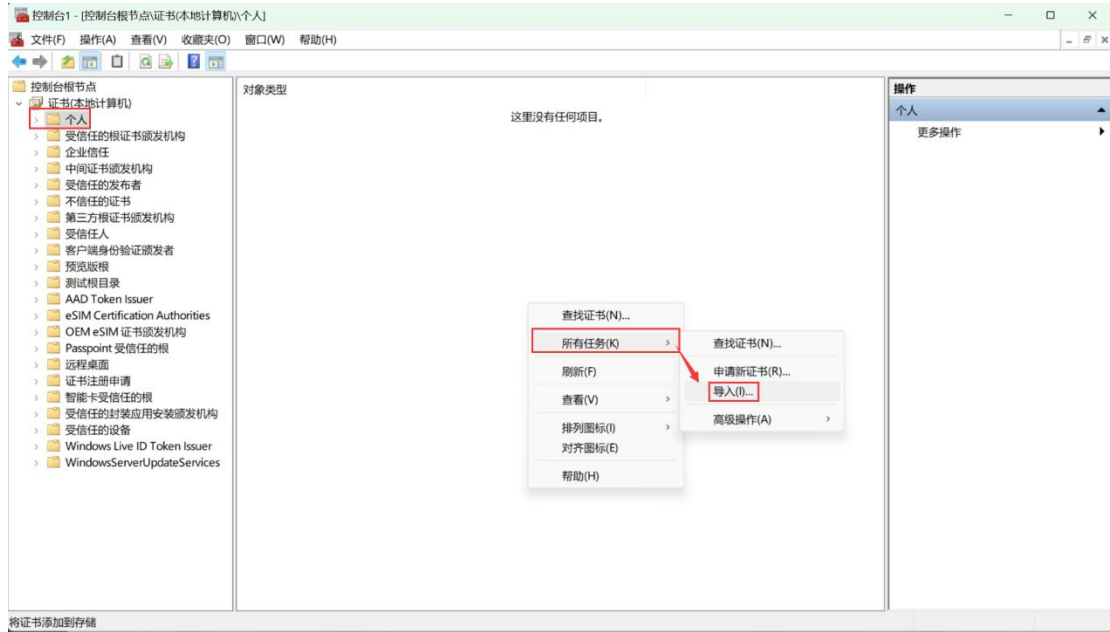 控制台1 - [控制台根节点\证书(本地计算机)\个人]
文件(F) 操作(A) 查看(V) 收藏夹(O) 窗口(W) 帮助(H)
控制台根节点
证书(本地计算机)
个人
受信任的根证书颁发机构
企业信任
中间证书颁发机构
受信任的发布者
不信任的证书
第三方根证书颁发机构
受信任人
客户端身份验证颁发者
预览版根
测试根目录
AAD Token Issuer
eSIM Certification Authorities
OEM eSIM 证书颁发机构
Passpoint 受信任的根
远程桌面
证书注册申请
智能卡受信任的根
受信任的封装应用安装颁发机构
受信任的设备
Windows Live ID Token Issuer
WindowsServerUpdateServices
对象类型
这里没有任何项目。
查找证书(N)...
所有任务(K)
刷新(F)
查看(V)
排列图标(I)
对齐图标(E)
帮助(H)
查找证书(N)...
申请新证书(R)...
导入(I)...
高级操作(A)
操作
个人
更多操作
将证书添加到存储